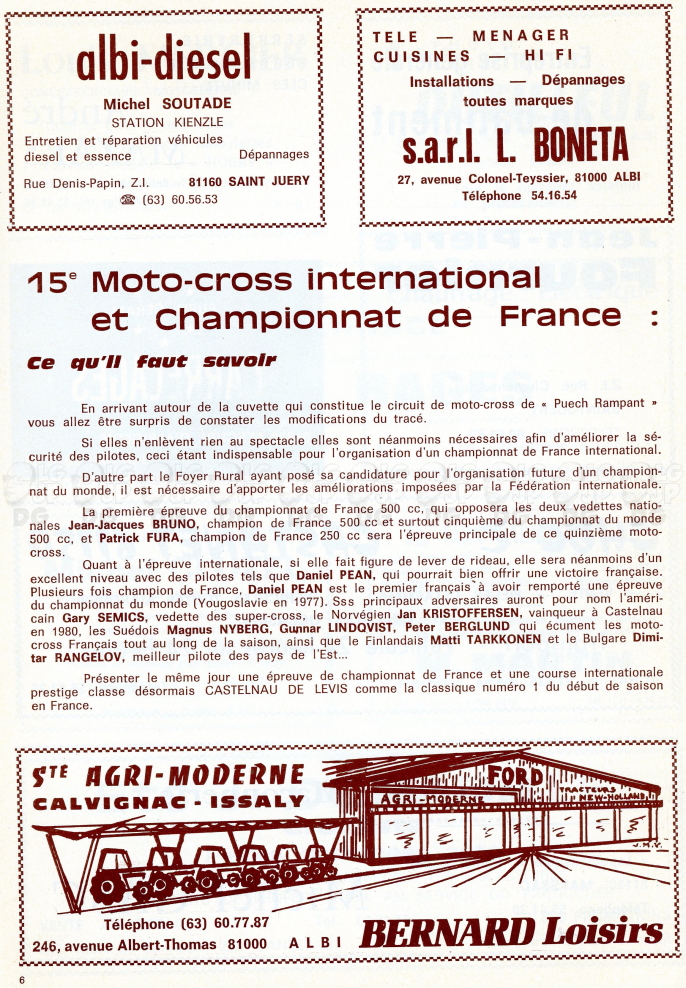 albi-diesel
Michel SOUTADE
STATION KIENZLE
Entretien et réparation véhicules
diesel et essence Dépannages
Rue Denis-Papin, Z.I. 81160 SAINT JUERY
☎ (63) 60.56.53
TELE — MENAGER
CUISINES — HI FI
Installations — Dépannages
toutes marques
s.a.r.l. L. BONETA
27, avenue Colonel-Teyssier, 81000 ALBI
Téléphone 54.16.54
15e Moto-cross international
et Championnat de France :
Ce qu'il faut savoir
En arrivant autour de la cuvette qui constitue le circuit de moto-cross de « Puech Rampant »
vous allez être surpris de constater les modifications du tracé.
Si elles n'enlèvent rien au spectacle elles sont néanmoins nécessaires afin d'améliorer la sé-
curité des pilotes, ceci étant indispensable pour l'organisation d'un championnat de France international.
D'autre part le Foyer Rural ayant posé sa candidature pour l'organisation future d'un champion-
nat du monde, il est nécessaire d'apporter les améliorations imposées par la Fédération internationale.
La première épreuve du championnat de France 500 cc, qui opposera les deux vedettes natio-
nales Jean-Jacques BRUNO, champion de France 500 cc et surtout cinquième du championnat du monde
500 cc, et Patrick FURA, champion de France 250 cc sera l'épreuve principale de ce quinzième moto-
cross.
Quant à l'épreuve internationale, si elle fait figure de lever de rideau, elle sera néanmoins d'un
excellent niveau avec des pilotes tels que Daniel PEAN, qui pourrait bien offrir une victoire française.
Plusieurs fois champion de France, Daniel PEAN est le premier français à avoir remporté une épreuve
du championnat du monde (Yougoslavie en 1977). Sss principaux adversaires auront pour nom l'améri-
cain Gary SEMICS, vedette des super-cross, le Norvégien Jan KRISTOFFERSEN, vainqueur à Castelnau
en 1980, les Suédois Magnus NYBERG, Gunnar LINDQVIST, Peter BERGLUND qui écument les moto-
cross Français tout au long de la saison, ainsi que le Finlandais Matti TARKKONEN et le Bulgare Dimi-
tar RANGELOV, meilleur pilote des pays de l'Est...
Présenter le même jour une épreuve de championnat de France et une course internationale
prestige classe désormais CASTELNAU DE LEVIS comme la classique numéro 1 du début de saison
en France.
STÉ AGRI-MODERNE
CALVIGNAC - ISSALY
FORD
AGRI-MODERNE
TRACTEURS
NEW-HOLLAND
J.M.Y.
Téléphone (63) 60.77.87
246, avenue Albert-Thomas 81000 ALBI
BERNARD Loisirs
6